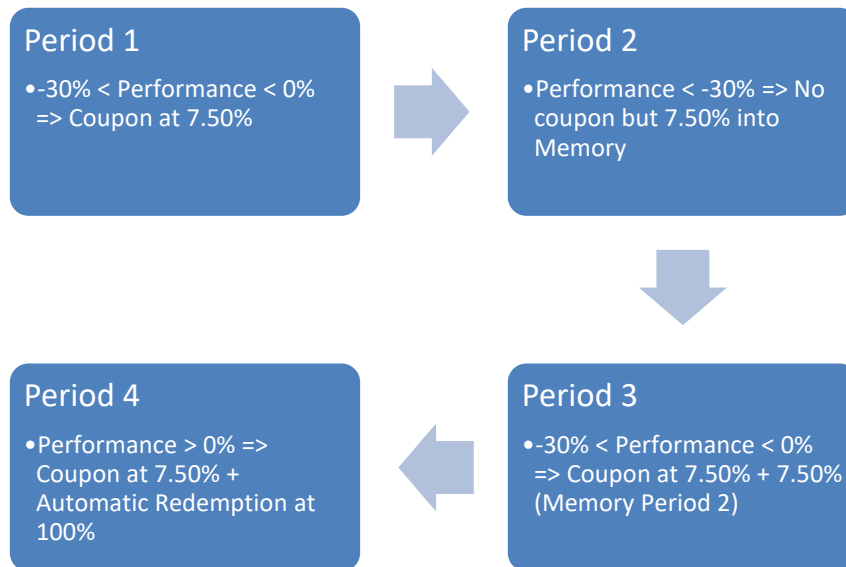 Period 1
•-30% < Performance < 0%
=> Coupon at 7.50%
Period 2
•Performance < -30% => No
coupon but 7.50% into
Memory
Period 3
•-30% < Performance < 0%
=> Coupon at 7.50% + 7.50%
(Memory Period 2)
Period 4
•Performance > 0% =>
Coupon at 7.50% +
Automatic Redemption at
100%